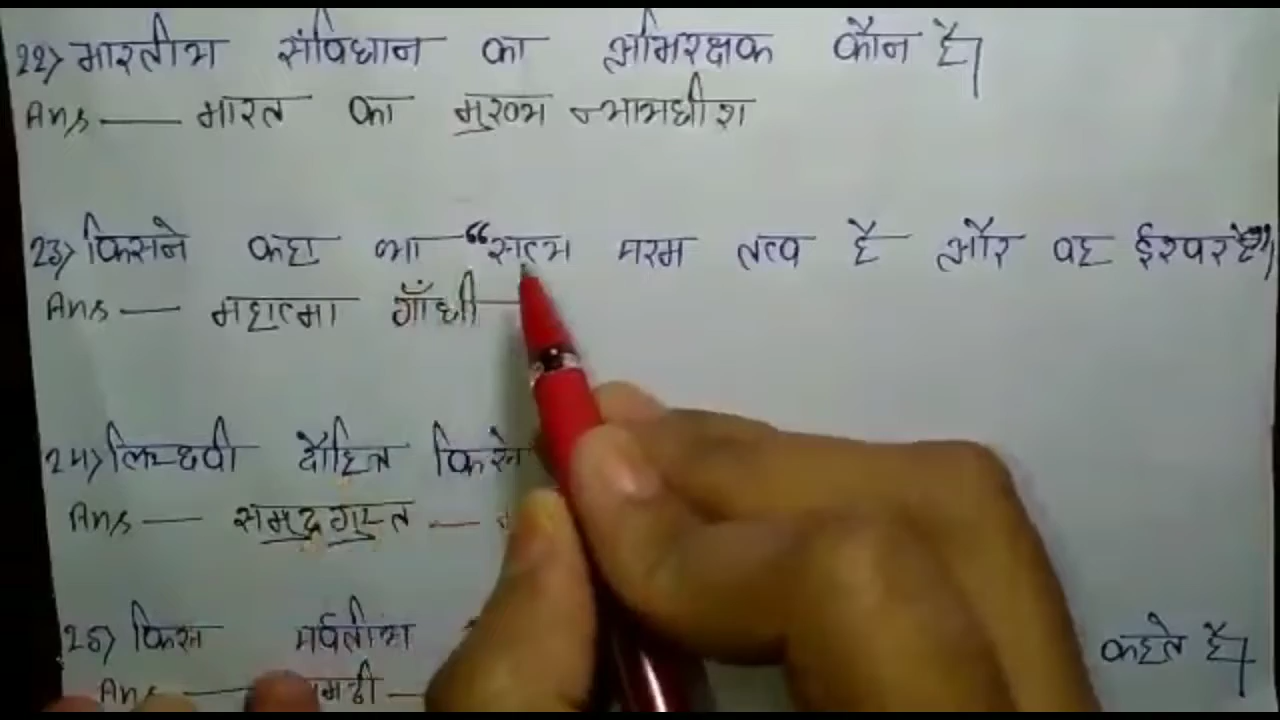 22) भारतीय संविधान का अभिरक्षक कौन है।
Ans — भारत का मुख्य न्यायधीश
23) किसने कहा था “सत्य परम तत्व है और वह ईश्वर है”।
Ans — महात्मा गाँधी —
24) लिच्छवी दौहित किसे
Ans — समुद्रगुप्त —
25) किस पर्वतीय कहते है।
Ans —